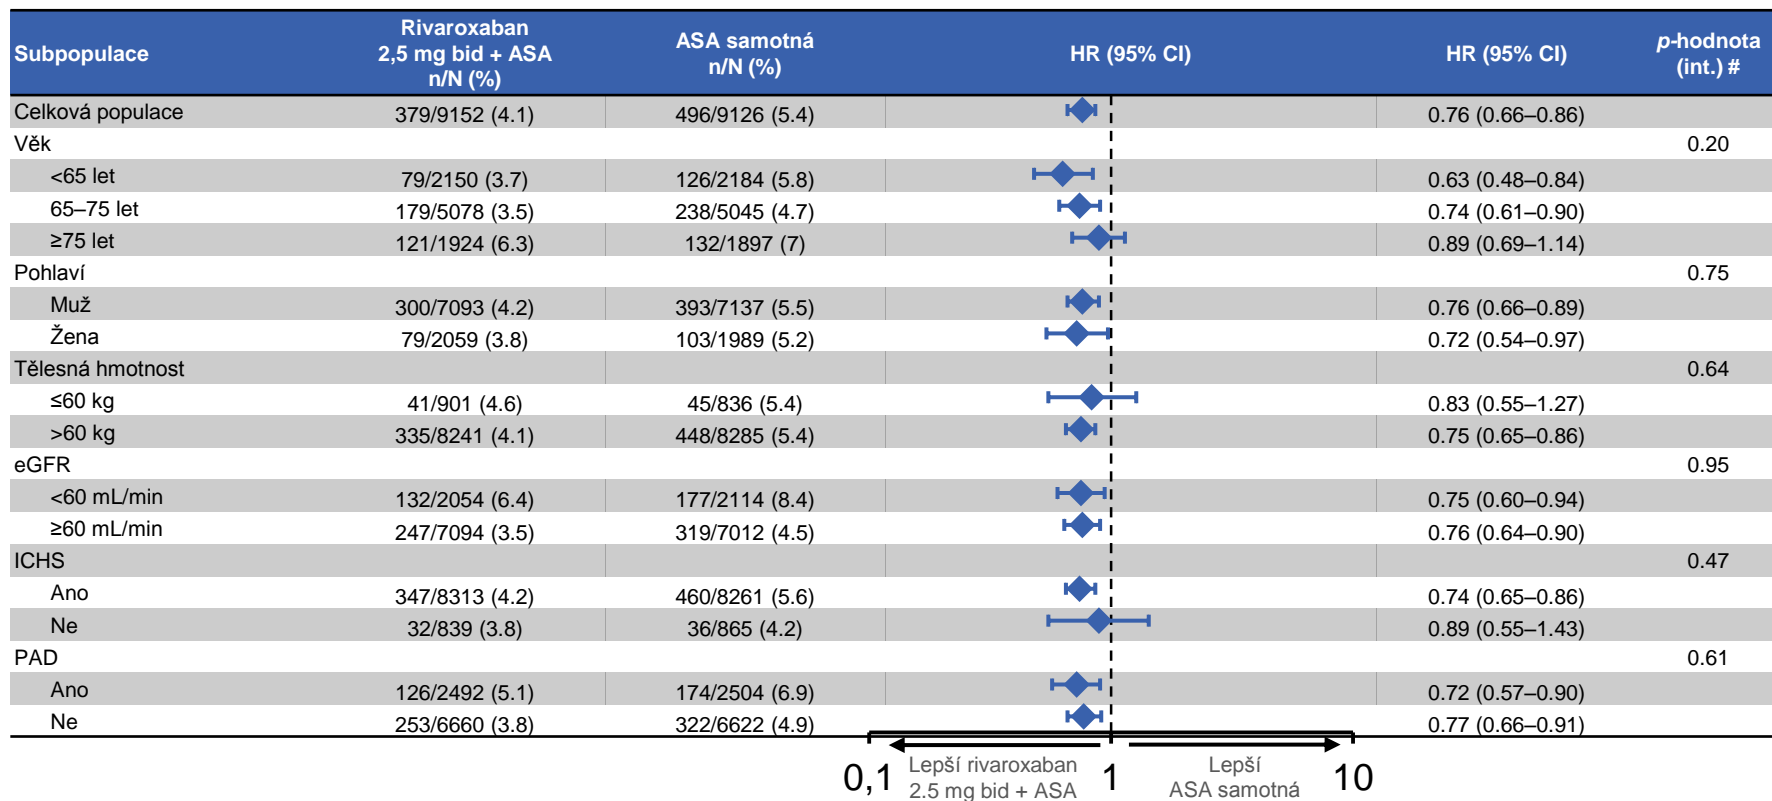 Subpopulace	Rivaroxaban 2,5 mg bid + ASA n/N (%)	ASA samotná n/N (%)	HR (95% CI)	HR (95% CI)	p-hodnota (int.) #
Celková populace	379/9152 (4.1)	496/9126 (5.4)	0.76 (0.66–0.86)
Věk	0.20
<65 let	79/2150 (3.7)	126/2184 (5.8)	0.63 (0.48–0.84)
65–75 let	179/5078 (3.5)	238/5045 (4.7)	0.74 (0.61–0.90)
≥75 let	121/1924 (6.3)	132/1897 (7)	0.89 (0.69–1.14)
Pohlaví	0.75
Muž	300/7093 (4.2)	393/7137 (5.5)	0.76 (0.66–0.89)
Žena	79/2059 (3.8)	103/1989 (5.2)	0.72 (0.54–0.97)
Tělesná hmotnost	0.64
≤60 kg	41/901 (4.6)	45/836 (5.4)	0.83 (0.55–1.27)
>60 kg	335/8241 (4.1)	448/8285 (5.4)	0.75 (0.65–0.86)
eGFR	0.95
<60 mL/min	132/2054 (6.4)	177/2114 (8.4)	0.75 (0.60–0.94)
≥60 mL/min	247/7094 (3.5)	319/7012 (4.5)	0.76 (0.64–0.90)
ICHS	0.47
Ano	347/8313 (4.2)	460/8261 (5.6)	0.74 (0.65–0.86)
Ne	32/839 (3.8)	36/865 (4.2)	0.89 (0.55–1.43)
PAD	0.61
Ano	126/2492 (5.1)	174/2504 (6.9)	0.72 (0.57–0.90)
Ne	253/6660 (3.8)	322/6622 (4.9)	0.77 (0.66–0.91)
0,1	1	10
Lepší rivaroxaban
2.5 mg bid + ASA
Lepší
ASA samotná